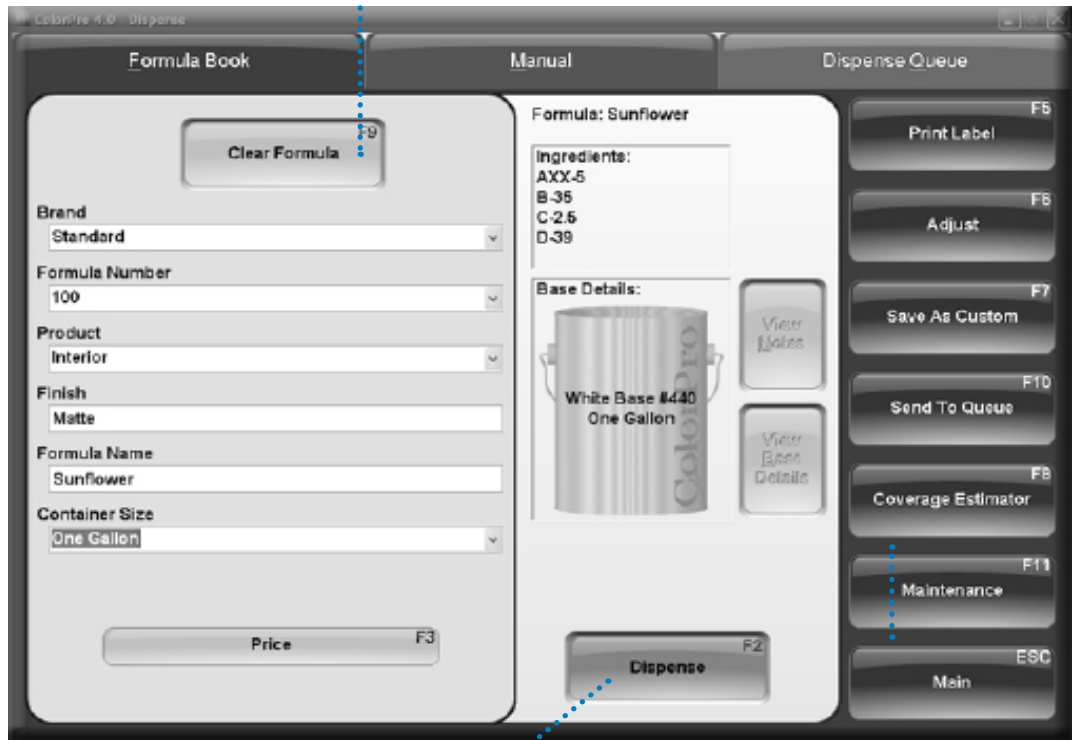 ColorPro 4.0 - Dispense
Formula Book
Manual
Dispense Queue
F9
Clear Formula
Brand
Standard
Formula Number
100
Product
Interior
Finish
Matte
Formula Name
Sunflower
Container Size
One Gallon
Price
F3
Formula: Sunflower
Ingredients:
AXX-5
B-35
C-2.5
D-39
Base Details:
ColorPro
White Base #440
One Gallon
View
Notes
View
Base
Details
F2
Dispense
F5
Print Label
F6
Adjust
F7
Save As Custom
F10
Send To Queue
F8
Coverage Estimator
F11
Maintenance
ESC
Main